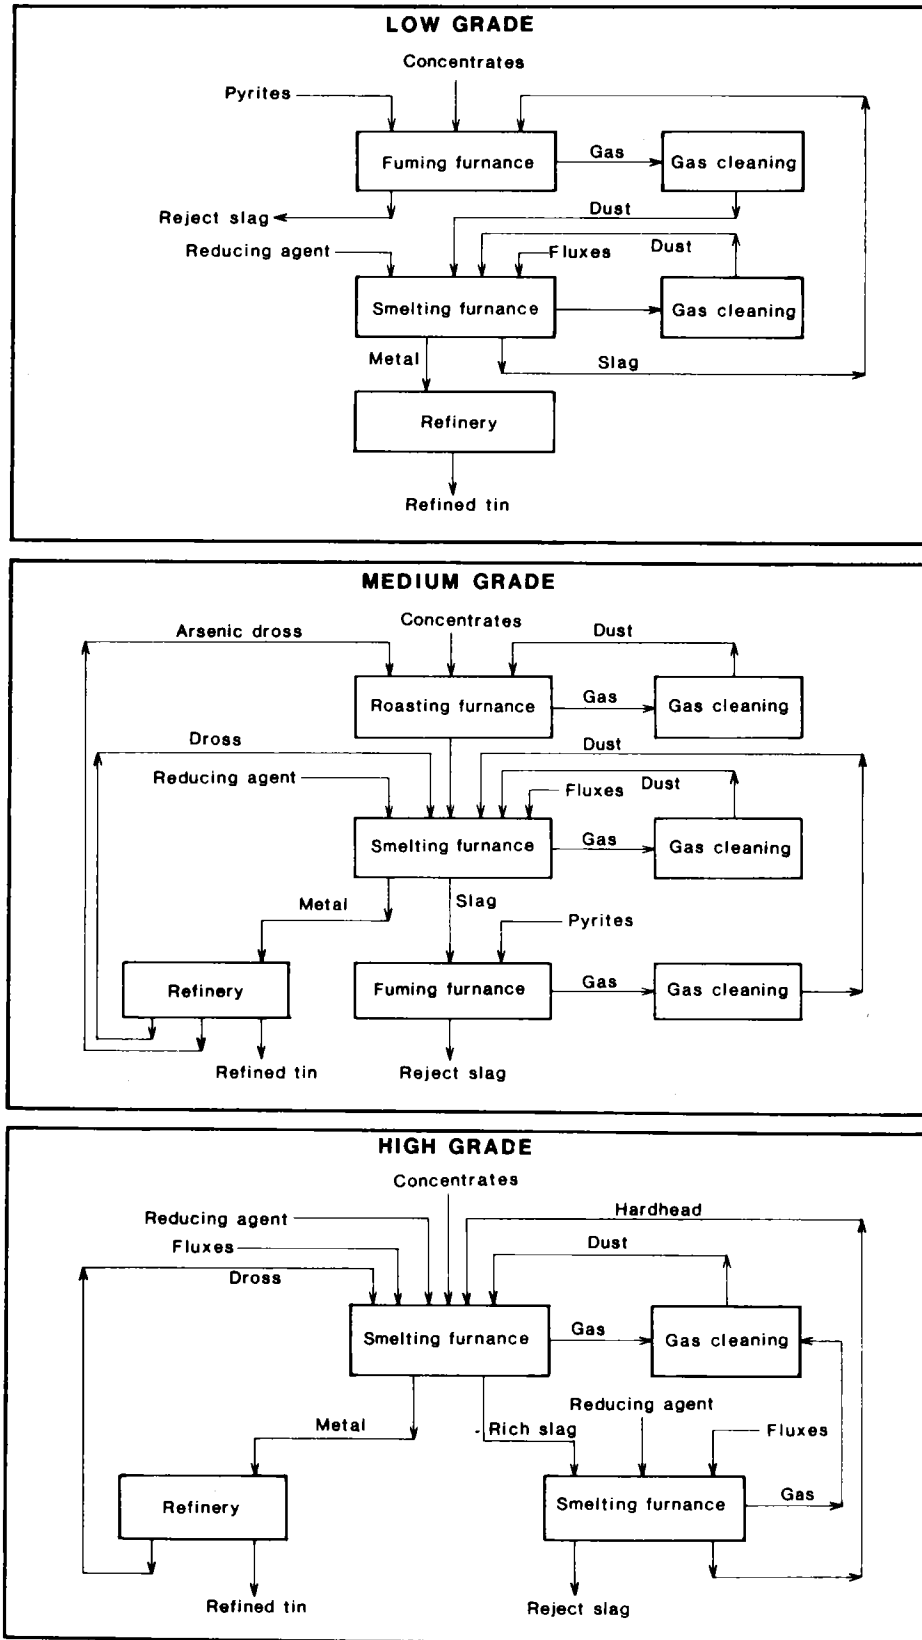 LOW GRADE
Concentrates
Pyrites
Fuming furnance
Gas
Gas cleaning
Reject slag
Dust
Reducing agent
Fluxes
Dust
Smelting furnance
Gas cleaning
Metal
Slag
Refinery
Refined tin
MEDIUM GRADE
Concentrates
Arsenic dross
Dust
Roasting furnance
Gas
Gas cleaning
Dross
Dust
Reducing agent
Fluxes
Dust
Smelting furnance
Gas
Gas cleaning
Metal
Slag
Pyrites
Refinery
Fuming furnance
Gas
Gas cleaning
Refined tin
Reject slag
HIGH GRADE
Concentrates
Reducing agent
Hardhead
Fluxes
Dust
Dross
Smelting furnance
Gas
Gas cleaning
Reducing agent
Metal
Rich slag
Fluxes
Refinery
Smelting furnance
Gas
Refined tin
Reject slag